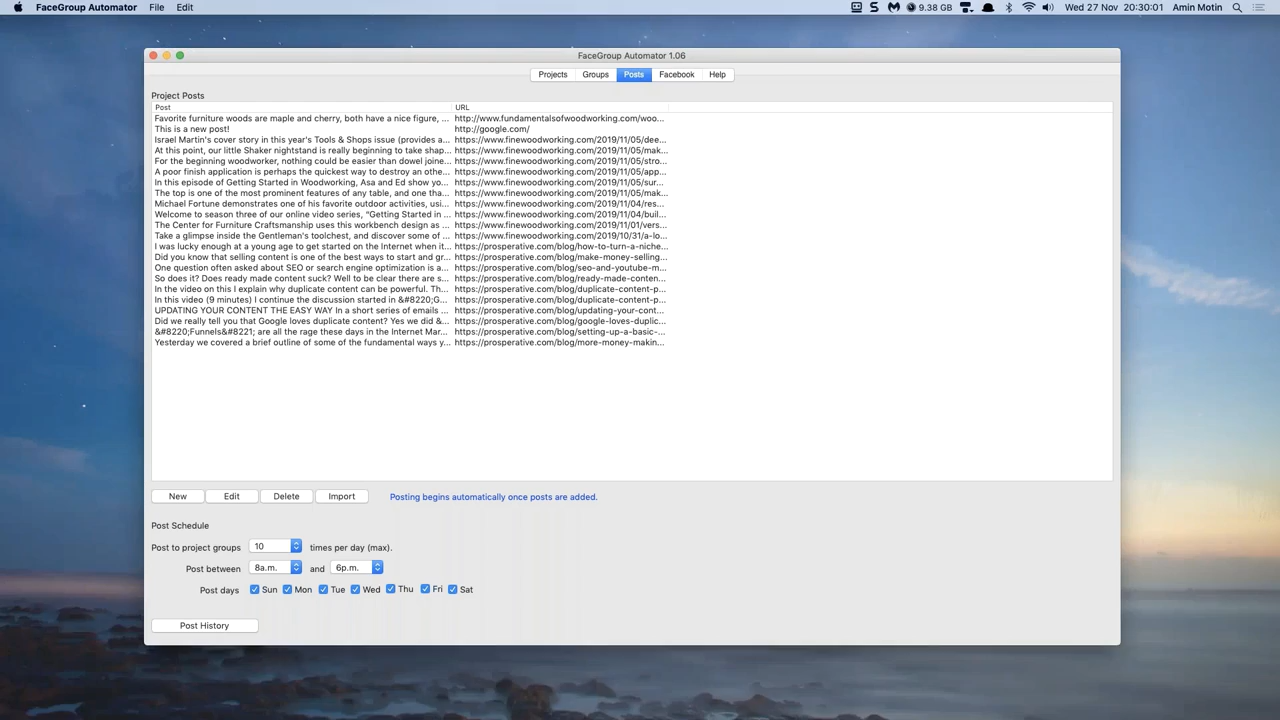 FaceGroup Automator File Edit 9.38 GB Wed 27 Nov 20:30:01 Amin Motin
FaceGroup Automator 1.06
Projects Groups Posts Facebook Help
Project Posts
Post URL
Favorite furniture woods are maple and cherry, both have a nice figure, ... http://www.fundamentalsofwoodworking.com/woo...
This is a new post! http://google.com/
Israel Martin's cover story in this year's Tools & Shops issue (provides a... https://www.finewoodworking.com/2019/11/05/dee...
At this point, our little Shaker nightstand is really beginning to take shap... https://www.finewoodworking.com/2019/11/05/mak...
For the beginning woodworker, nothing could be easier than dowel joine... https://www.finewoodworking.com/2019/11/05/stro...
A poor finish application is perhaps the quickest way to destroy an othe... https://www.finewoodworking.com/2019/11/05/app...
In this episode of Getting Started in Woodworking, Asa and Ed show yo... https://www.finewoodworking.com/2019/11/05/sur...
The top is one of the most prominent features of any table, and one tha... https://www.finewoodworking.com/2019/11/05/mak...
Michael Fortune demonstrates one of his favorite outdoor activities, usi... https://www.finewoodworking.com/2019/11/04/res...
Welcome to season three of our online video series, "Getting Started in ... https://www.finewoodworking.com/2019/11/04/buil...
The Center for Furniture Craftsmanship uses this workbench design as ... https://www.finewoodworking.com/2019/11/01/vers...
Take a glimpse inside the Gentleman's toolchest, and discover some of ... https://www.finewoodworking.com/2019/10/31/a-lo...
I was lucky enough at a young age to get started on the Internet when it... https://prosperative.com/blog/how-to-turn-a-niche...
Did you know that selling content is one of the best ways to start and gr... https://prosperative.com/blog/make-money-selling...
One question often asked about SEO or search engine optimization is a... https://prosperative.com/blog/seo-and-youtube-m...
So does it? Does ready made content suck? Well to be clear there are s... https://prosperative.com/blog/ready-made-conten...
In the video on this I explain why duplicate content can be powerful. Th... https://prosperative.com/blog/duplicate-content-p...
In this video (9 minutes) I continue the discussion started in &#8220;G... https://prosperative.com/blog/duplicate-content-p...
UPDATING YOUR CONTENT THE EASY WAY In a short series of emails ... https://prosperative.com/blog/updating-your-cont...
Did we really tell you that Google loves duplicate content? Yes we did &... https://prosperative.com/blog/google-loves-duplic...
&#8220;Funnels&#8221; are all the rage these days in the Internet Mar... https://prosperative.com/blog/setting-up-a-basic-...
Yesterday we covered a brief outline of some of the fundamental ways y... https://prosperative.com/blog/more-money-makin...
New Edit Delete Import Posting begins automatically once posts are added.
Post Schedule
Post to project groups 10 times per day (max).
Post between 8a.m. and 6p.m.
Post days Sun Mon Tue Wed Thu Fri Sat
Post History